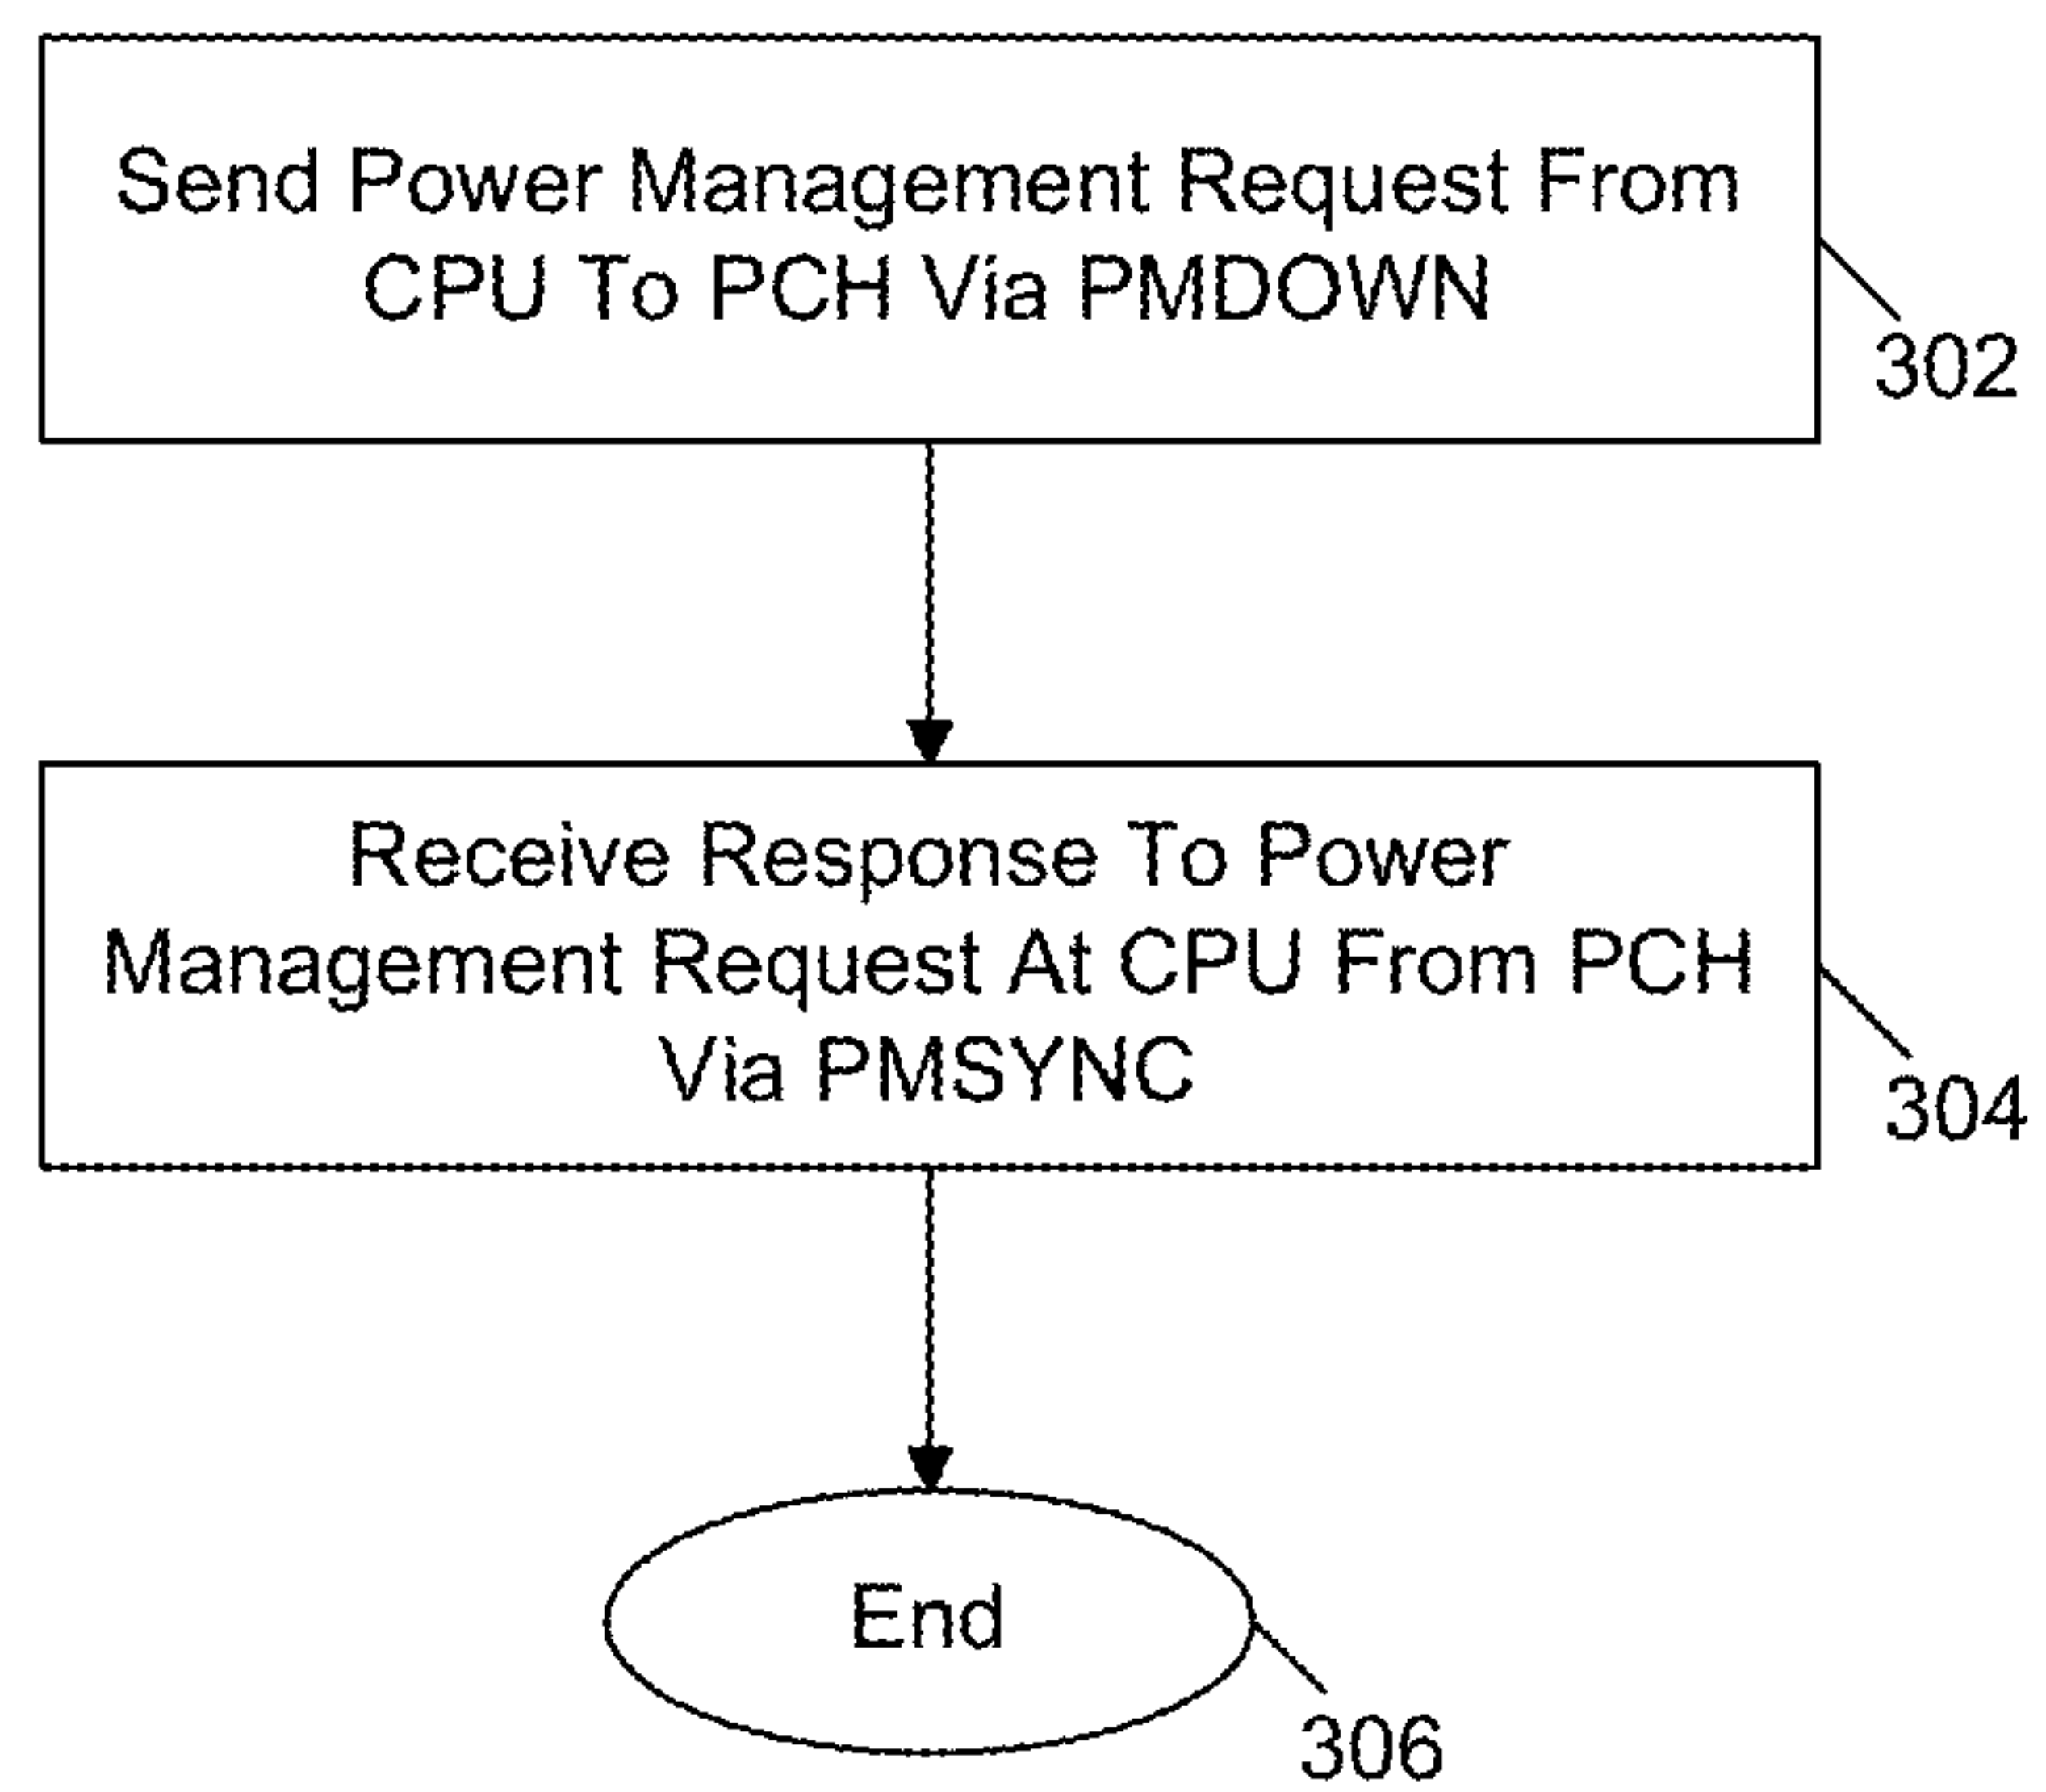 Send Power Management Request From
CPU To PCH Via PMDOWN
302
Receive Response To Power
Management Request At CPU From PCH
Via PMSYNC
304
End
306